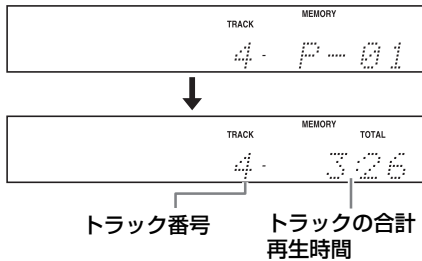 MEMORY
TRACK
4- P-01
MEMORY
TRACK TOTAL
4- 3:26
トラック番号
トラックの合計
再生時間